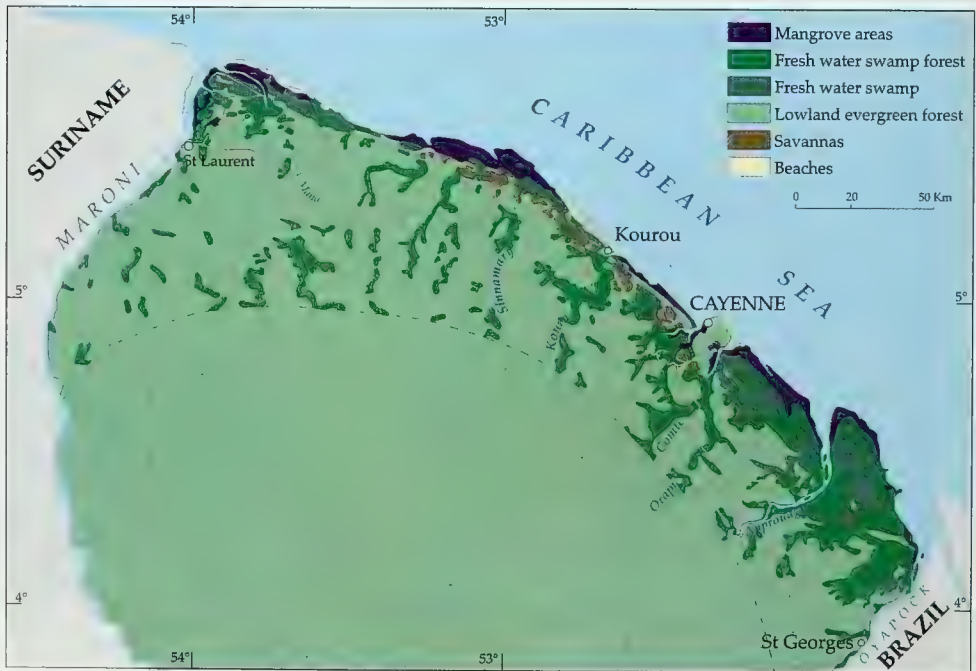 54°
53°
Mangrove areas
Fresh water swamp forest
Fresh water swamp
Lowland evergreen forest
Savannas
Beaches
0 20 50 Km
SURINAME
MARONI
St Laurent
Mana
CARIBBEAN SEA
Kourou
Sinnamary
5°
5°
CAYENNE
Comté
Orapu
Approuague
4°
4°
OYAPOCK
BRAZIL
St Georges
54°
53°